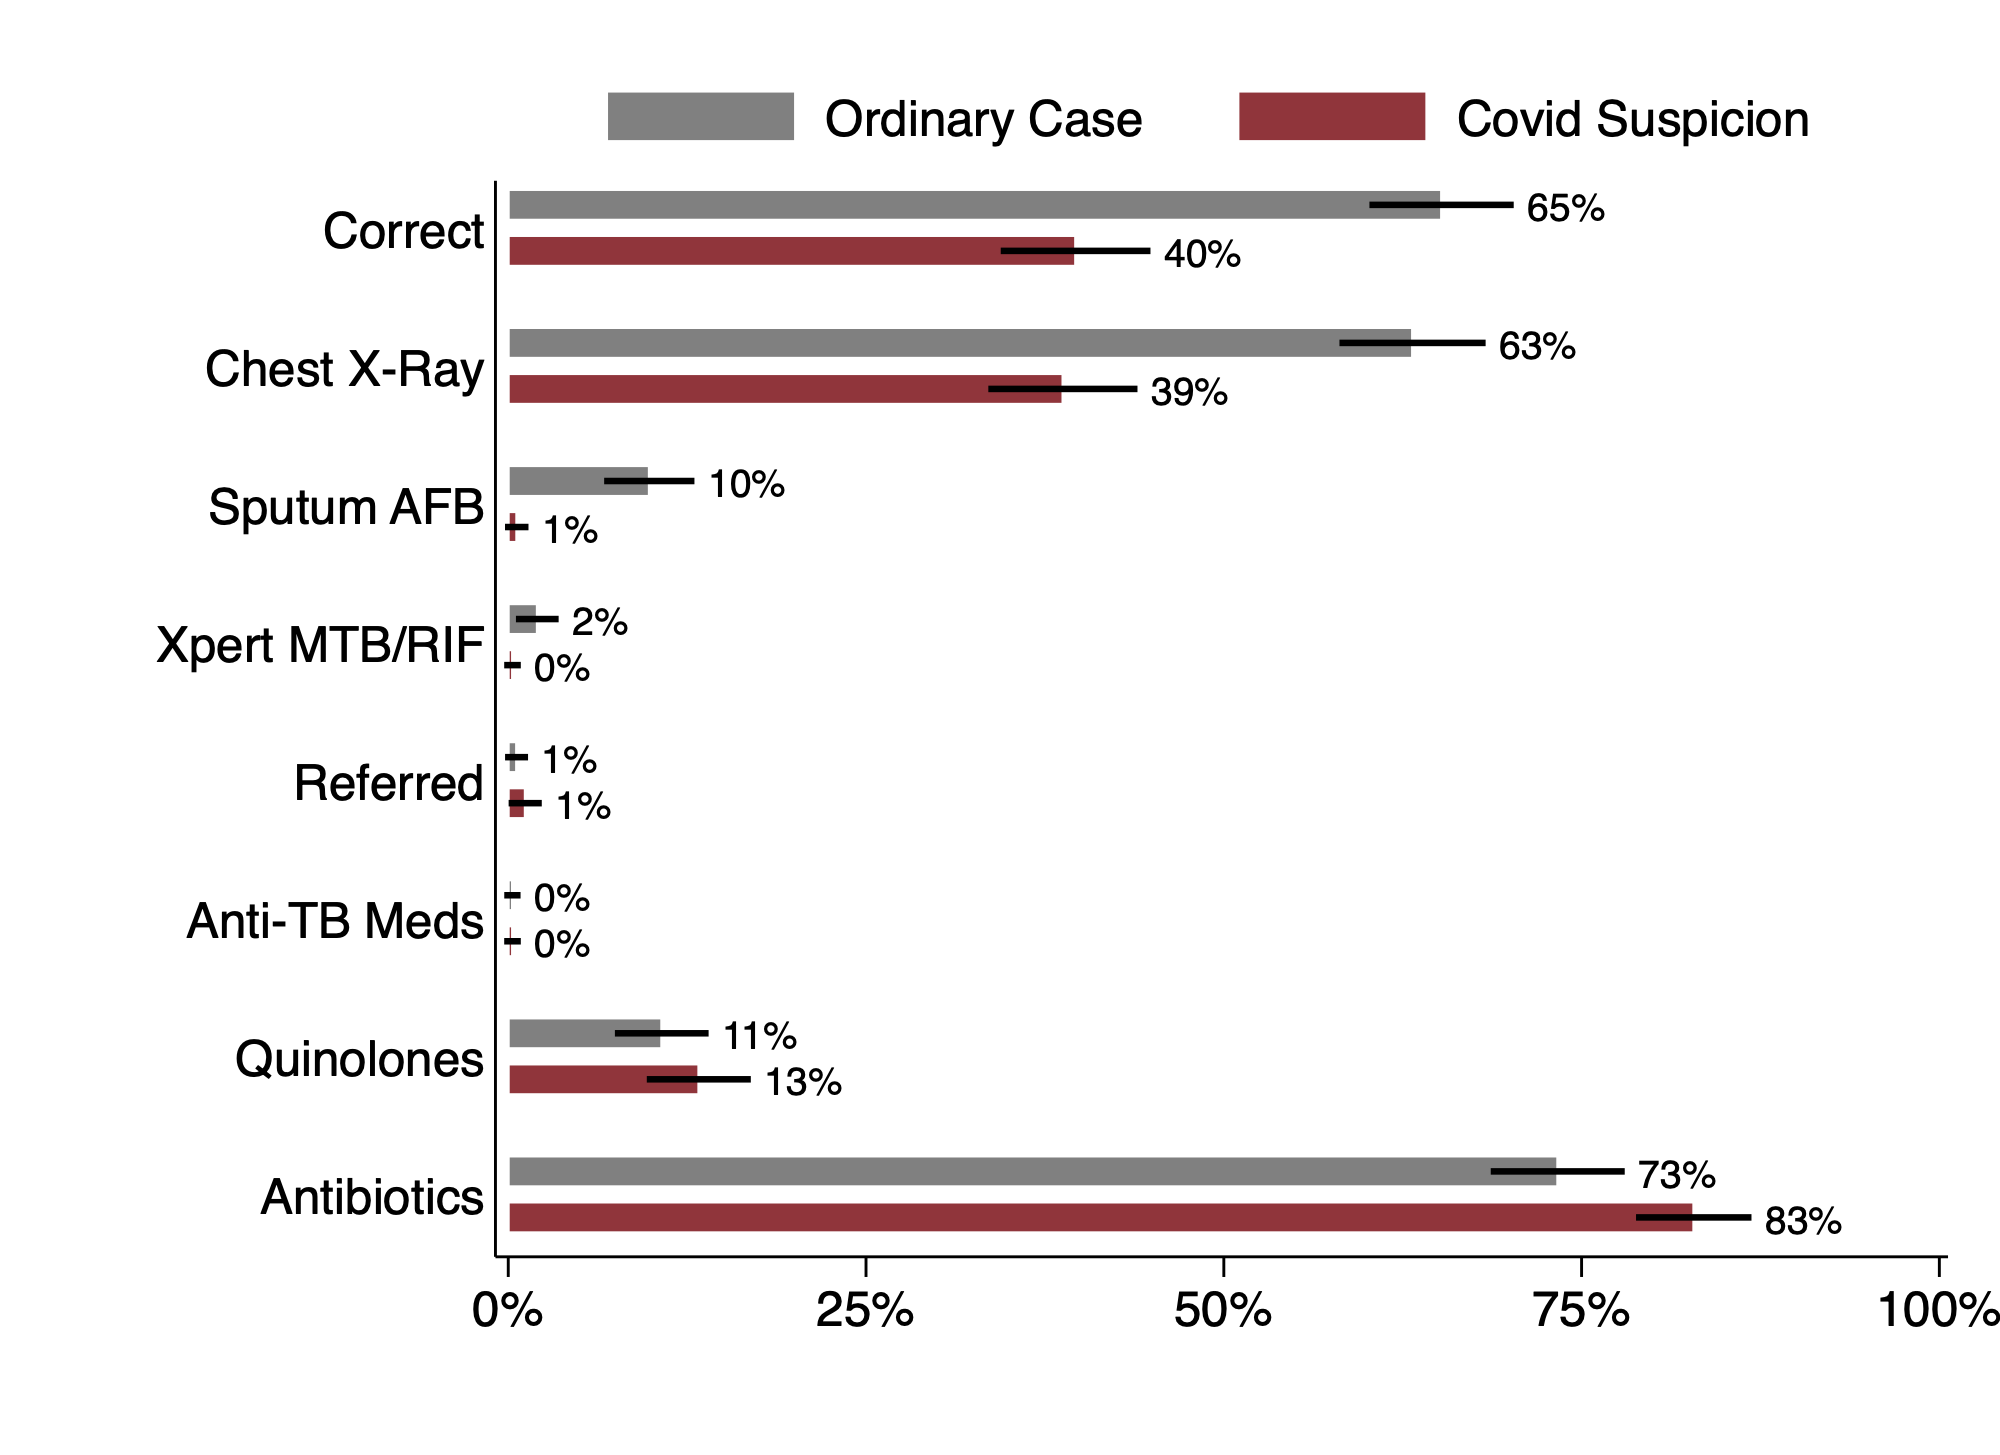 Ordinary Case Covid Suspicion
Correct
65%
40%
Chest X-Ray
63%
39%
Sputum AFB
10%
1%
Xpert MTB/RIF
2%
0%
Referred
1%
1%
Anti-TB Meds
0%
0%
Quinolones
11%
13%
Antibiotics
73%
83%
0% 25% 50% 75% 100%